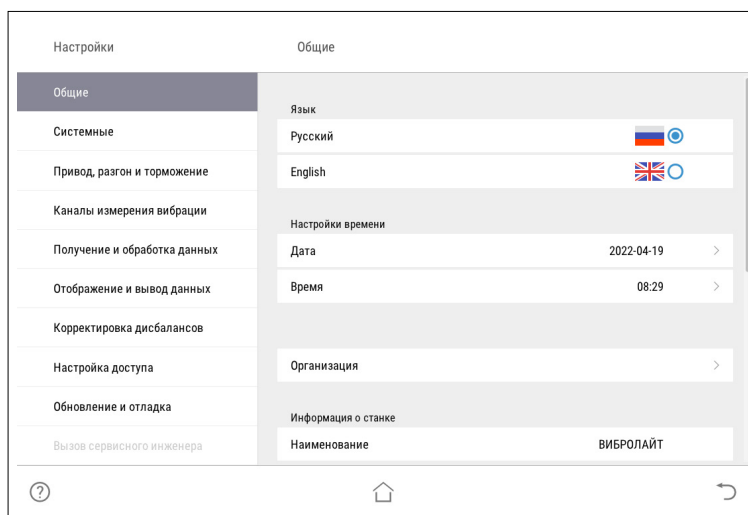 Настройки
Общие
Общие
Системные
Привод, разгон и торможение
Каналы измерения вибрации
Получение и обработка данных
Отображение и вывод данных
Корректировка дисбалансов
Настройка доступа
Обновление и отладка
Вызов сервисного инженера
Язык
Русский
English
Настройки времени
Дата 2022-04-19
Время 08:29
Организация
Информация о станке
Наименование ВИБРОЛАЙТ